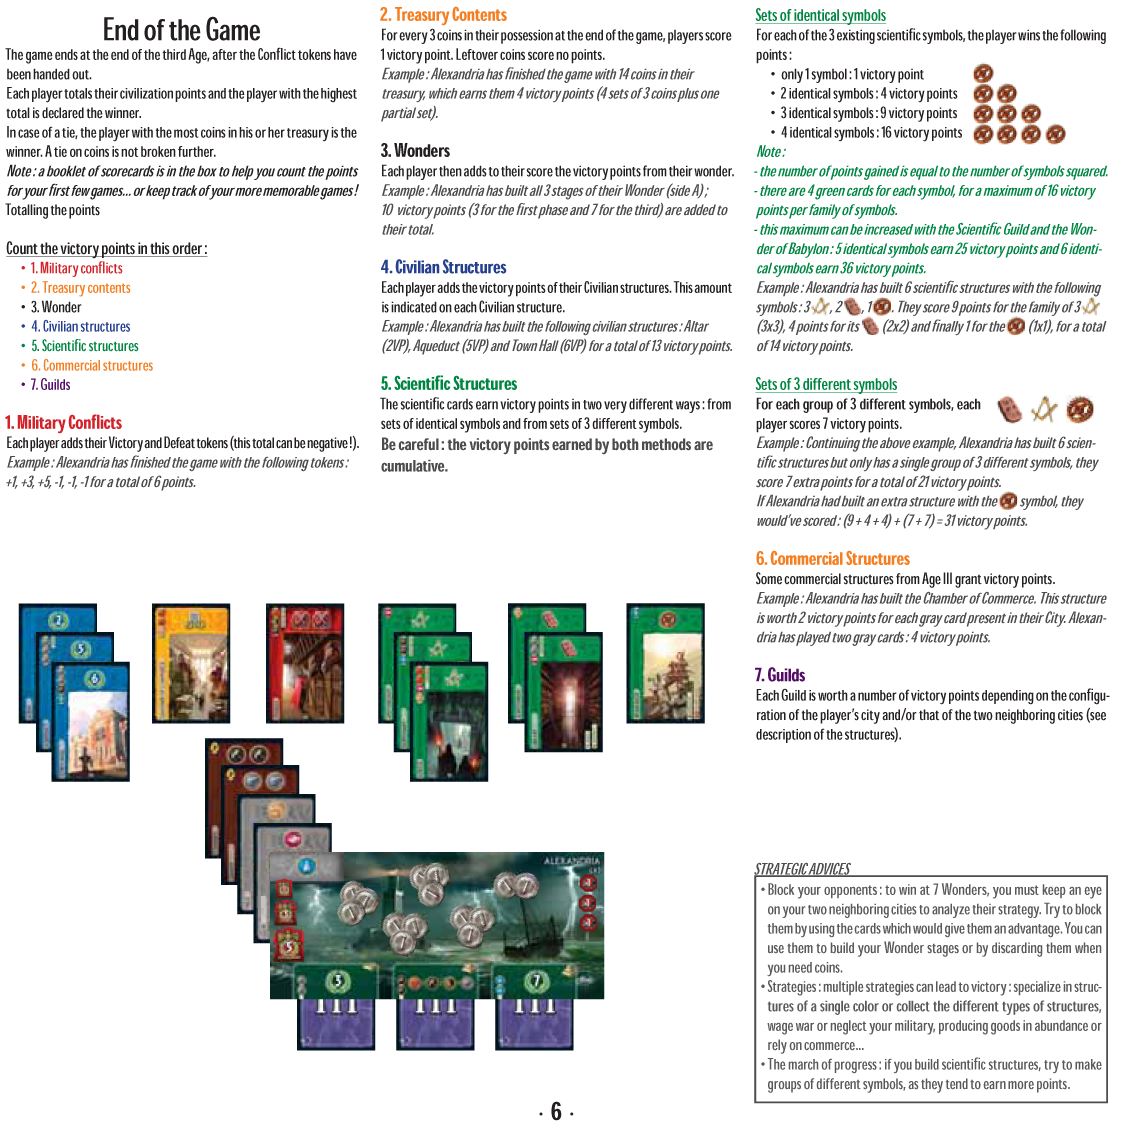 End of the Game
The game ends at the end of the third Age, after the Conflict tokens have
been handed out.
Each player totals their civilization points and the player with the highest
total is declared the winner.
In case of a tie, the player with the most coins in his or her treasury is the
winner. A tie on coins is not broken further.
Note : a booklet of scorecards is in the box to help you count the points
for your first few games... or keep track of your more memorable games !
Totalling the points
Count the victory points in this order :
• 1. Military conflicts
• 2. Treasury contents
• 3. Wonder
• 4. Civilian structures
• 5. Scientific structures
• 6. Commercial structures
• 7. Guilds
1. Military Conflicts
Each player adds their Victory and Defeat tokens (this total can be negative !).
Example : Alexandria has finished the game with the following tokens :
+1, +3, +5, -1, -1, -1 for a total of 6 points.
2. Treasury Contents
For every 3 coins in their possession at the end of the game, players score
1 victory point. Leftover coins score no points.
Example : Alexandria has finished the game with 14 coins in their
treasury, which earns them 4 victory points (4 sets of 3 coins plus one
partial set).
3. Wonders
Each player then adds to their score the victory points from their wonder.
Example : Alexandria has built all 3 stages of their Wonder (side A) ;
10 victory points (3 for the first phase and 7 for the third) are added to
their total.
4. Civilian Structures
Each player adds the victory points of their Civilian structures. This amount
is indicated on each Civilian structure.
Example : Alexandria has built the following civilian structures : Altar
(2VP), Aqueduct (5VP) and Town Hall (6VP) for a total of 13 victory points.
5. Scientific Structures
The scientific cards earn victory points in two very different ways : from
sets of identical symbols and from sets of 3 different symbols.
Be careful : the victory points earned by both methods are
cumulative.
Sets of identical symbols
For each of the 3 existing scientific symbols, the player wins the following
points :
• only 1 symbol : 1 victory point
• 2 identical symbols : 4 victory points
• 3 identical symbols : 9 victory points
• 4 identical symbols : 16 victory points
Note :
- the number of points gained is equal to the number of symbols squared.
- there are 4 green cards for each symbol, for a maximum of 16 victory
points per family of symbols.
- this maximum can be increased with the Scientific Guild and the Won-
der of Babylon : 5 identical symbols earn 25 victory points and 6 identi-
cal symbols earn 36 victory points.
Example : Alexandria has built 6 scientific structures with the following
symbols : 3 , 2 , 1 . They score 9 points for the family of 3
(3x3), 4 points for its (2x2) and finally 1 for the (1x1), for a total
of 14 victory points.
Sets of 3 different symbols
For each group of 3 different symbols, each
player scores 7 victory points.
Example : Continuing the above example, Alexandria has built 6 scien-
tific structures but only has a single group of 3 different symbols, they
score 7 extra points for a total of 21 victory points.
If Alexandria had built an extra structure with the symbol, they
would've scored : (9 + 4 + 4) + (7 + 7) = 31 victory points.
6. Commercial Structures
Some commercial structures from Age III grant victory points.
Example : Alexandria has built the Chamber of Commerce. This structure
is worth 2 victory points for each gray card present in their City. Alexan-
dria has played two gray cards : 4 victory points.
7. Guilds
Each Guild is worth a number of victory points depending on the configu-
ration of the player's city and/or that of the two neighboring cities (see
description of the structures).
2
5
6
ALEXANDRIA
5
3
7
III
III
III
STRATEGIC ADVICES
• Block your opponents : to win at 7 Wonders, you must keep an eye
on your two neighboring cities to analyze their strategy. Try to block
them by using the cards which would give them an advantage. You can
use them to build your Wonder stages or by discarding them when
you need coins.
• Strategies : multiple strategies can lead to victory : specialize in struc-
tures of a single color or collect the different types of structures,
wage war or neglect your military, producing goods in abundance or
rely on commerce...
• The march of progress : if you build scientific structures, try to make
groups of different symbols, as they tend to earn more points.
· 6 ·